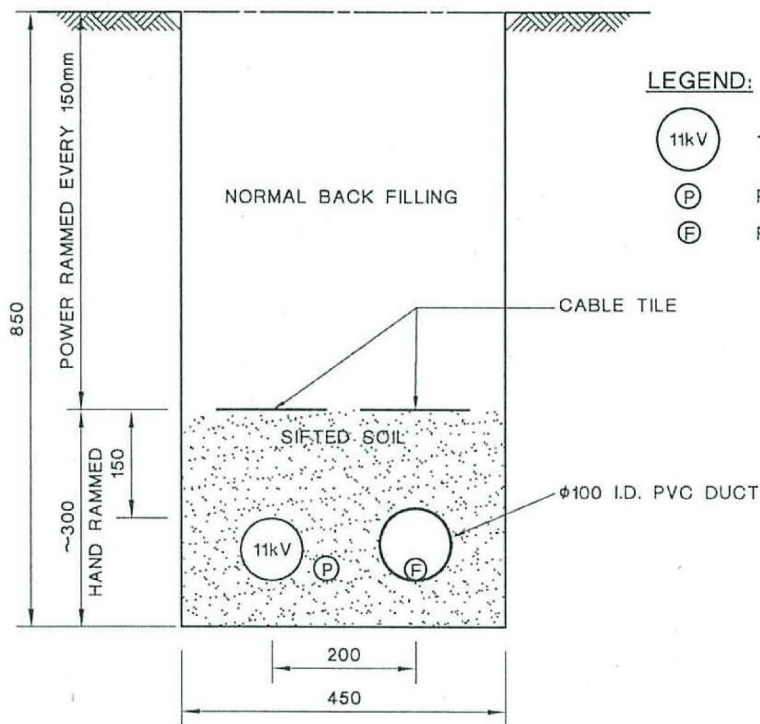 LEGEND:
11kV
P
F
POWER RAMMED EVERY 150mm
850
NORMAL BACK FILLING
CABLE TILE
SIFTED SOIL
150
~300
HAND RAMMED
φ100 I.D. PVC DUCT
11kV
P
F
200
450